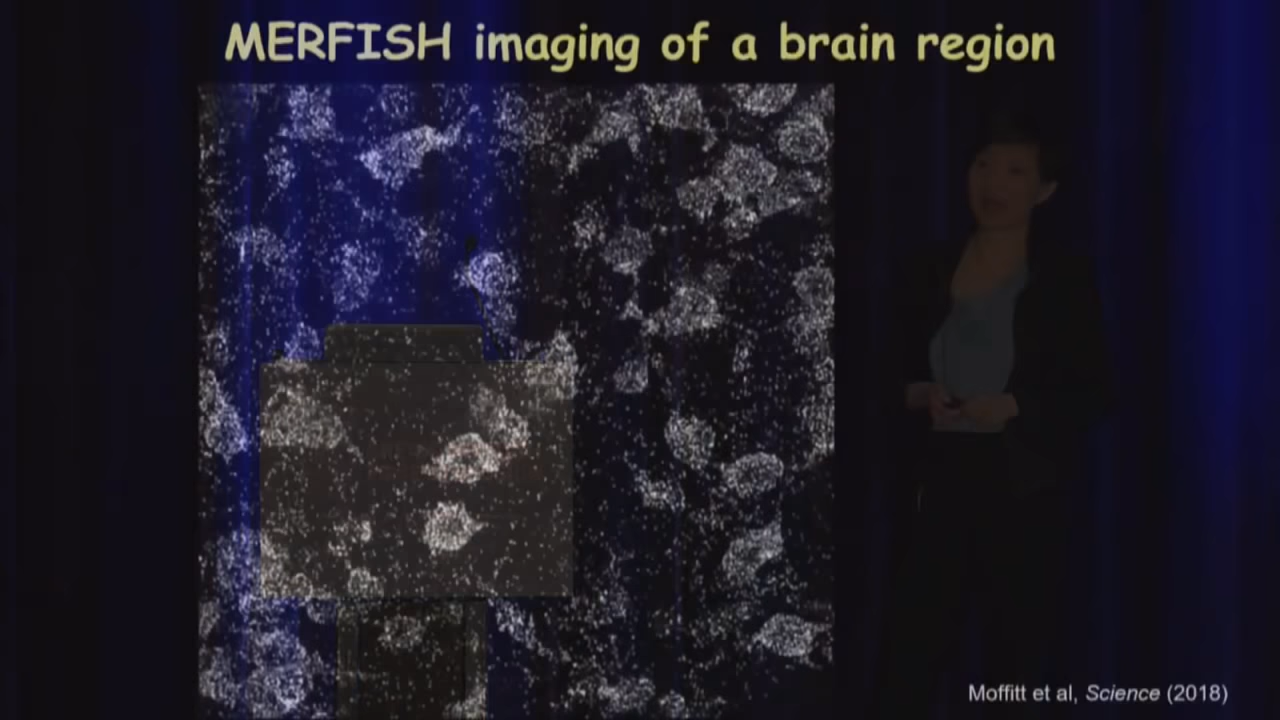 MERFISH imaging of a brain region
Moffitt et al, Science (2018)